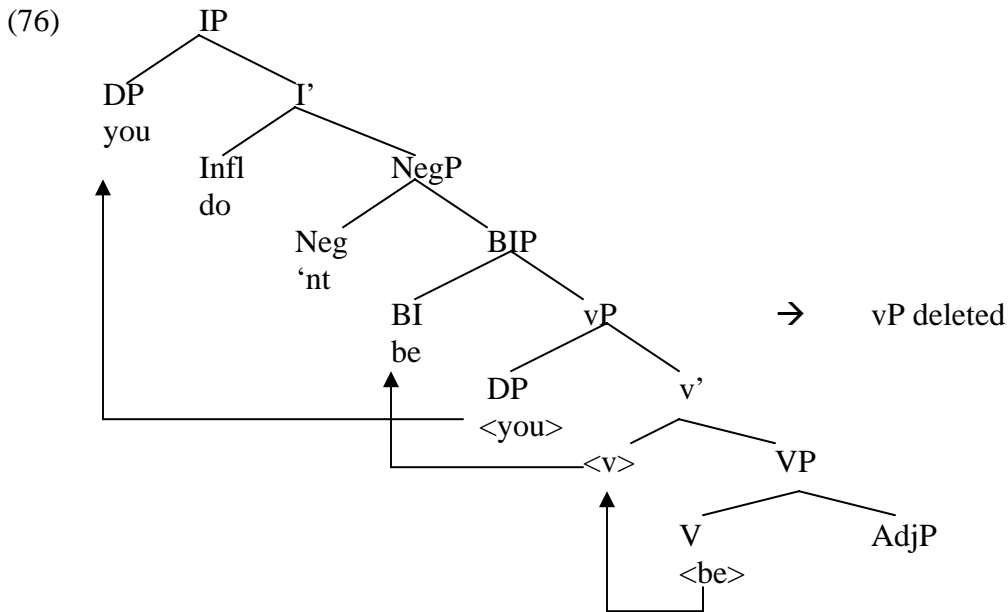 (76) IP
DP I’
you
Infl NegP
do
Neg BIP
‘nt
BI vP → vP deleted
be
DP v’
<you>
<v> VP
V AdjP
<be>